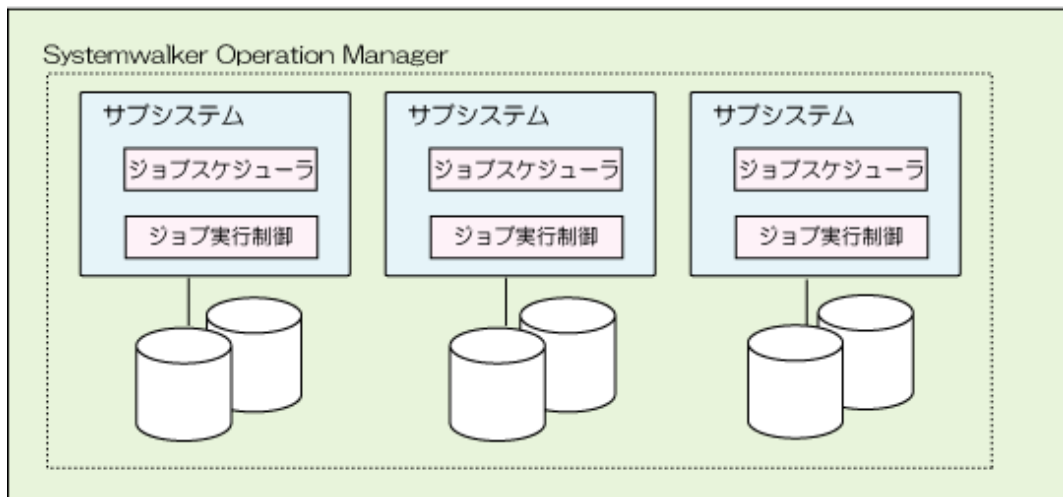 Systemwalker Operation Manager
サブシステム
ジョブスケジューラ
ジョブ実行制御
サブシステム
ジョブスケジューラ
ジョブ実行制御
サブシステム
ジョブスケジューラ
ジョブ実行制御